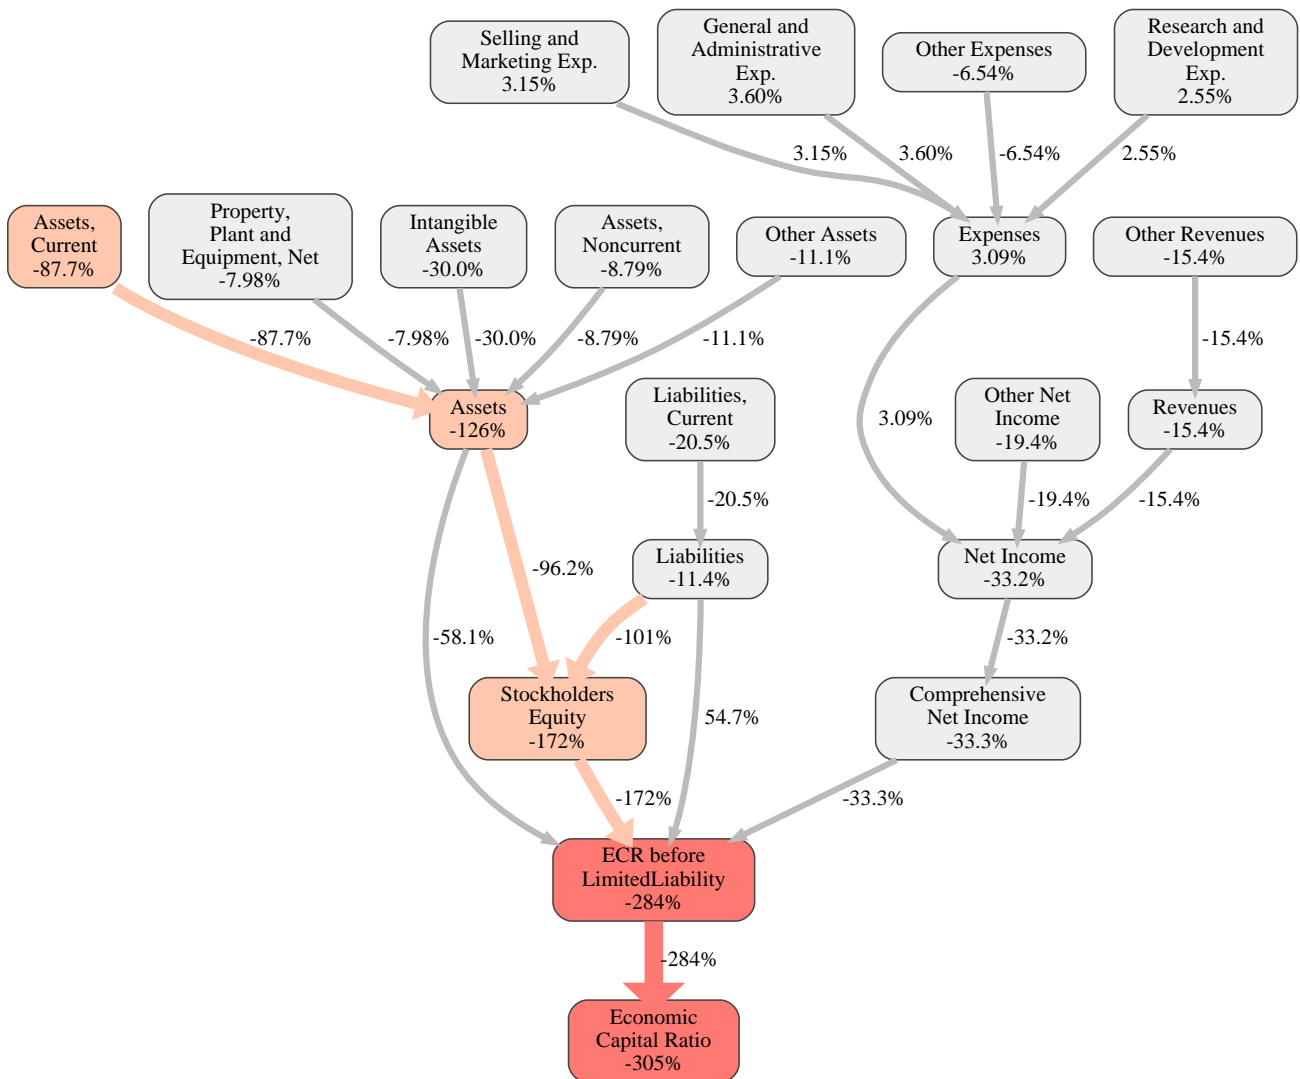 Selling and
Marketing Exp.
3.15%
General and
Administrative
Exp.
3.60%
Other Expenses
-6.54%
Research and
Development
Exp.
2.55%
3.15%
3.60%
-6.54%
2.55%
Assets,
Current
-87.7%
Property,
Plant and
Equipment, Net
-7.98%
Intangible
Assets
-30.0%
Assets,
Noncurrent
-8.79%
Other Assets
-11.1%
Expenses
3.09%
Other Revenues
-15.4%
-87.7%
-7.98%
-30.0%
-8.79%
-11.1%
-15.4%
Assets
-126%
Liabilities,
Current
-20.5%
3.09%
Other Net
Income
-19.4%
Revenues
-15.4%
-20.5%
-19.4%
-15.4%
-96.2%
Liabilities
-11.4%
Net Income
-33.2%
-58.1%
-101%
-33.2%
Stockholders
Equity
-172%
54.7%
Comprehensive
Net Income
-33.3%
-172%
-33.3%
ECR before
LimitedLiability
-284%
-284%
Economic
Capital Ratio
-305%